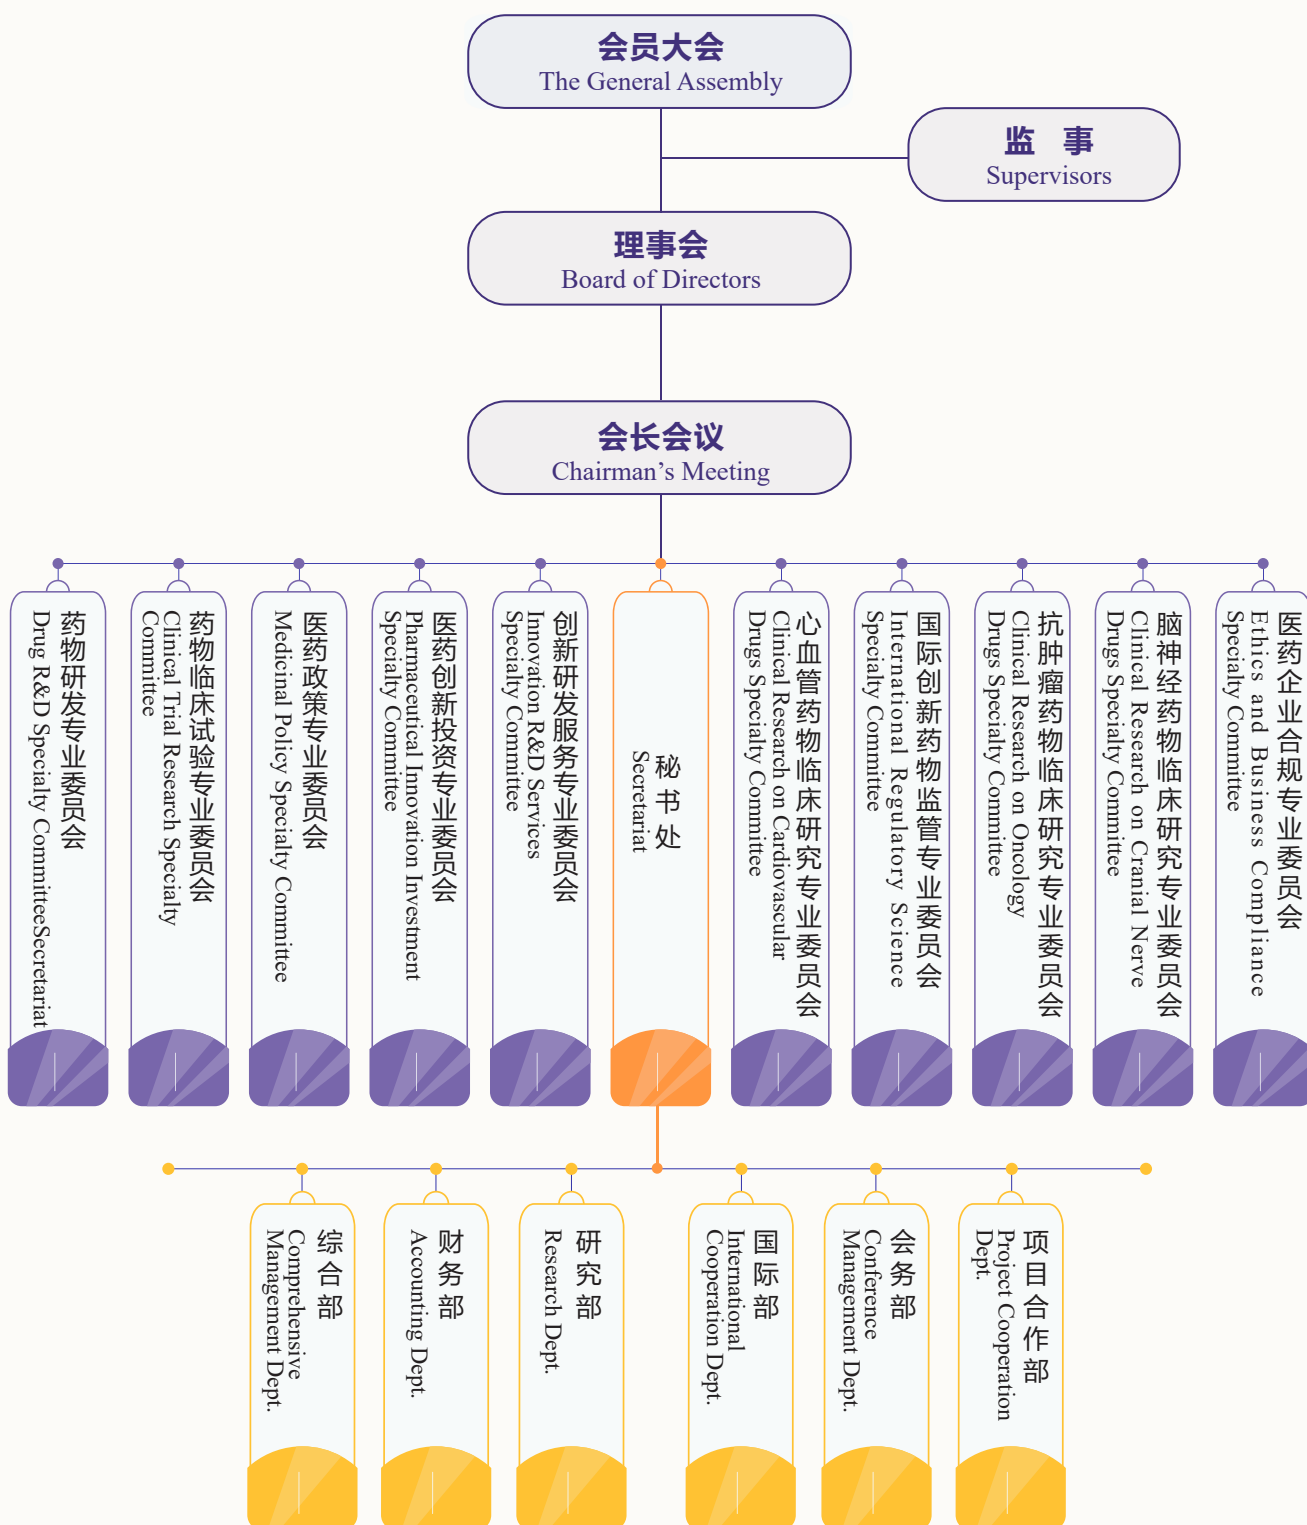 会员大会
The General Assembly
监 事
Supervisors
理事会
Board of Directors
会长会议
Chairman’s Meeting
药物研发专业委员会
Drug R&D Specialty CommitteeSecretariat
药物临床试验专业委员会
Clinical Trial Research Specialty
Committee
医药政策专业委员会
Medicinal Policy Specialty Committee
医药创新投资专业委员会
Pharmaceutical Innovation Investment
Specialty Committee
创新研发服务专业委员会
Innovation R&D Services
Specialty Committee
秘书处
Secretariat
心血管药物临床研究专业委员会
Clinical Research on Cardiovascular
Drugs Specialty Committee
国际创新药物监管专业委员会
International Regulatory Science
Specialty Committee
抗肿瘤药物临床研究专业委员会
Clinical Research on Oncology
Drugs Specialty Committee
脑神经药物临床研究专业委员会
Clinical Research on Cranial Nerve
Drugs Specialty Committee
医药企业合规专业委员会
Ethics and Business Compliance
Specialty Committee
综合部
Comprehensive
Management Dept.
财务部
Accounting Dept.
研究部
Research Dept.
国际部
International
Cooperation Dept.
会务部
Conference
Management Dept.
项目合作部
Project Cooperation
Dept.